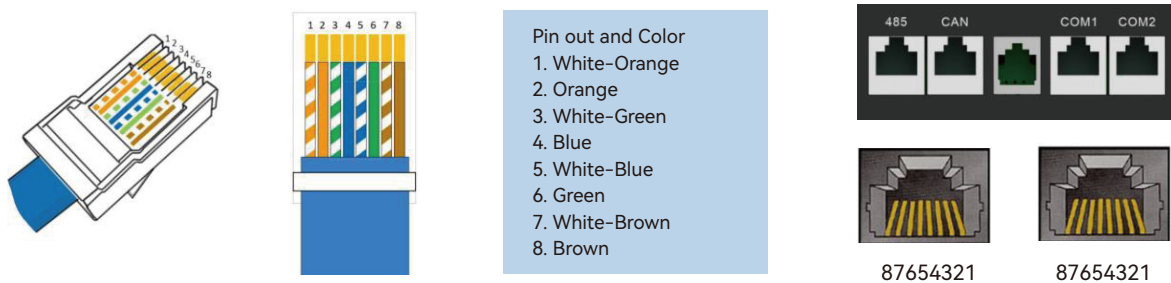 12345678
1 2 3 4 5 6 7 8
Pin out and Color
1. White-Orange
2. Orange
3. White-Green
4. Blue
5. White-Blue
6. Green
7. White-Brown
8. Brown
485 CAN COM1 COM2
87654321 87654321